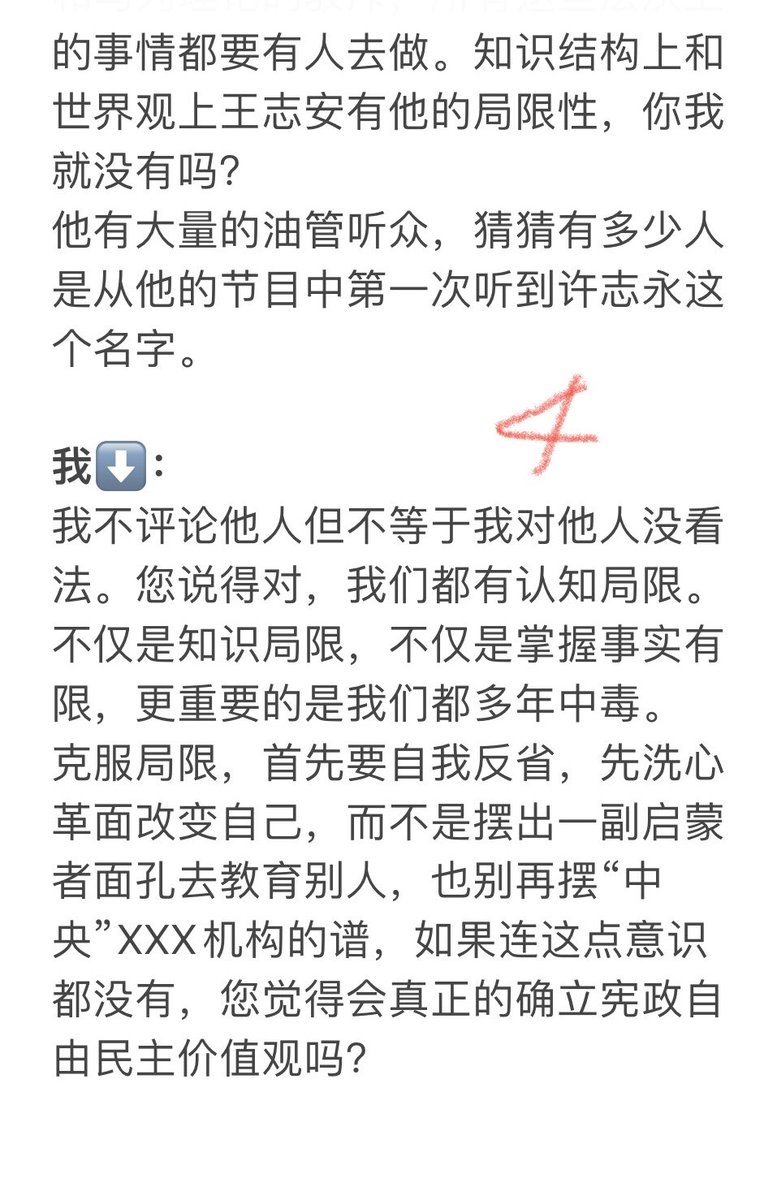 的事情都要有人去做。知识结构上和
世界观上王志安有他的局限性，你我
就没有吗？
他有大量的油管听众，猜猜有多少人
是从他的节目中第一次听到许志永这
个名字。
4
我⬇️：
我不评论他人但不等于我对他人没看
法。您说得对，我们都有认知局限。
不仅是知识局限，不仅是掌握事实有
限，更重要的是我们都多年中毒。
克服局限，首先要自我反省，先洗心
革面改变自己，而不是摆出一副启蒙
者面孔去教育别人，也别再摆“中
央”XXX机构的谱，如果连这点意识
都没有，您觉得会真正的确立宪政自
由民主价值观吗？